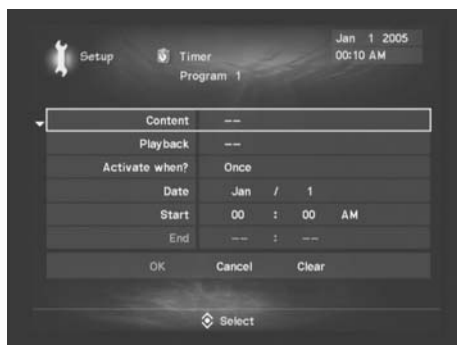 Setup Timer Jan 1 2005
Program 1 00:10 AM
Content --
Playback --
Activate when? Once
Date Jan / 1
Start 00 : 00 AM
End -- : --
OK Cancel Clear
Select